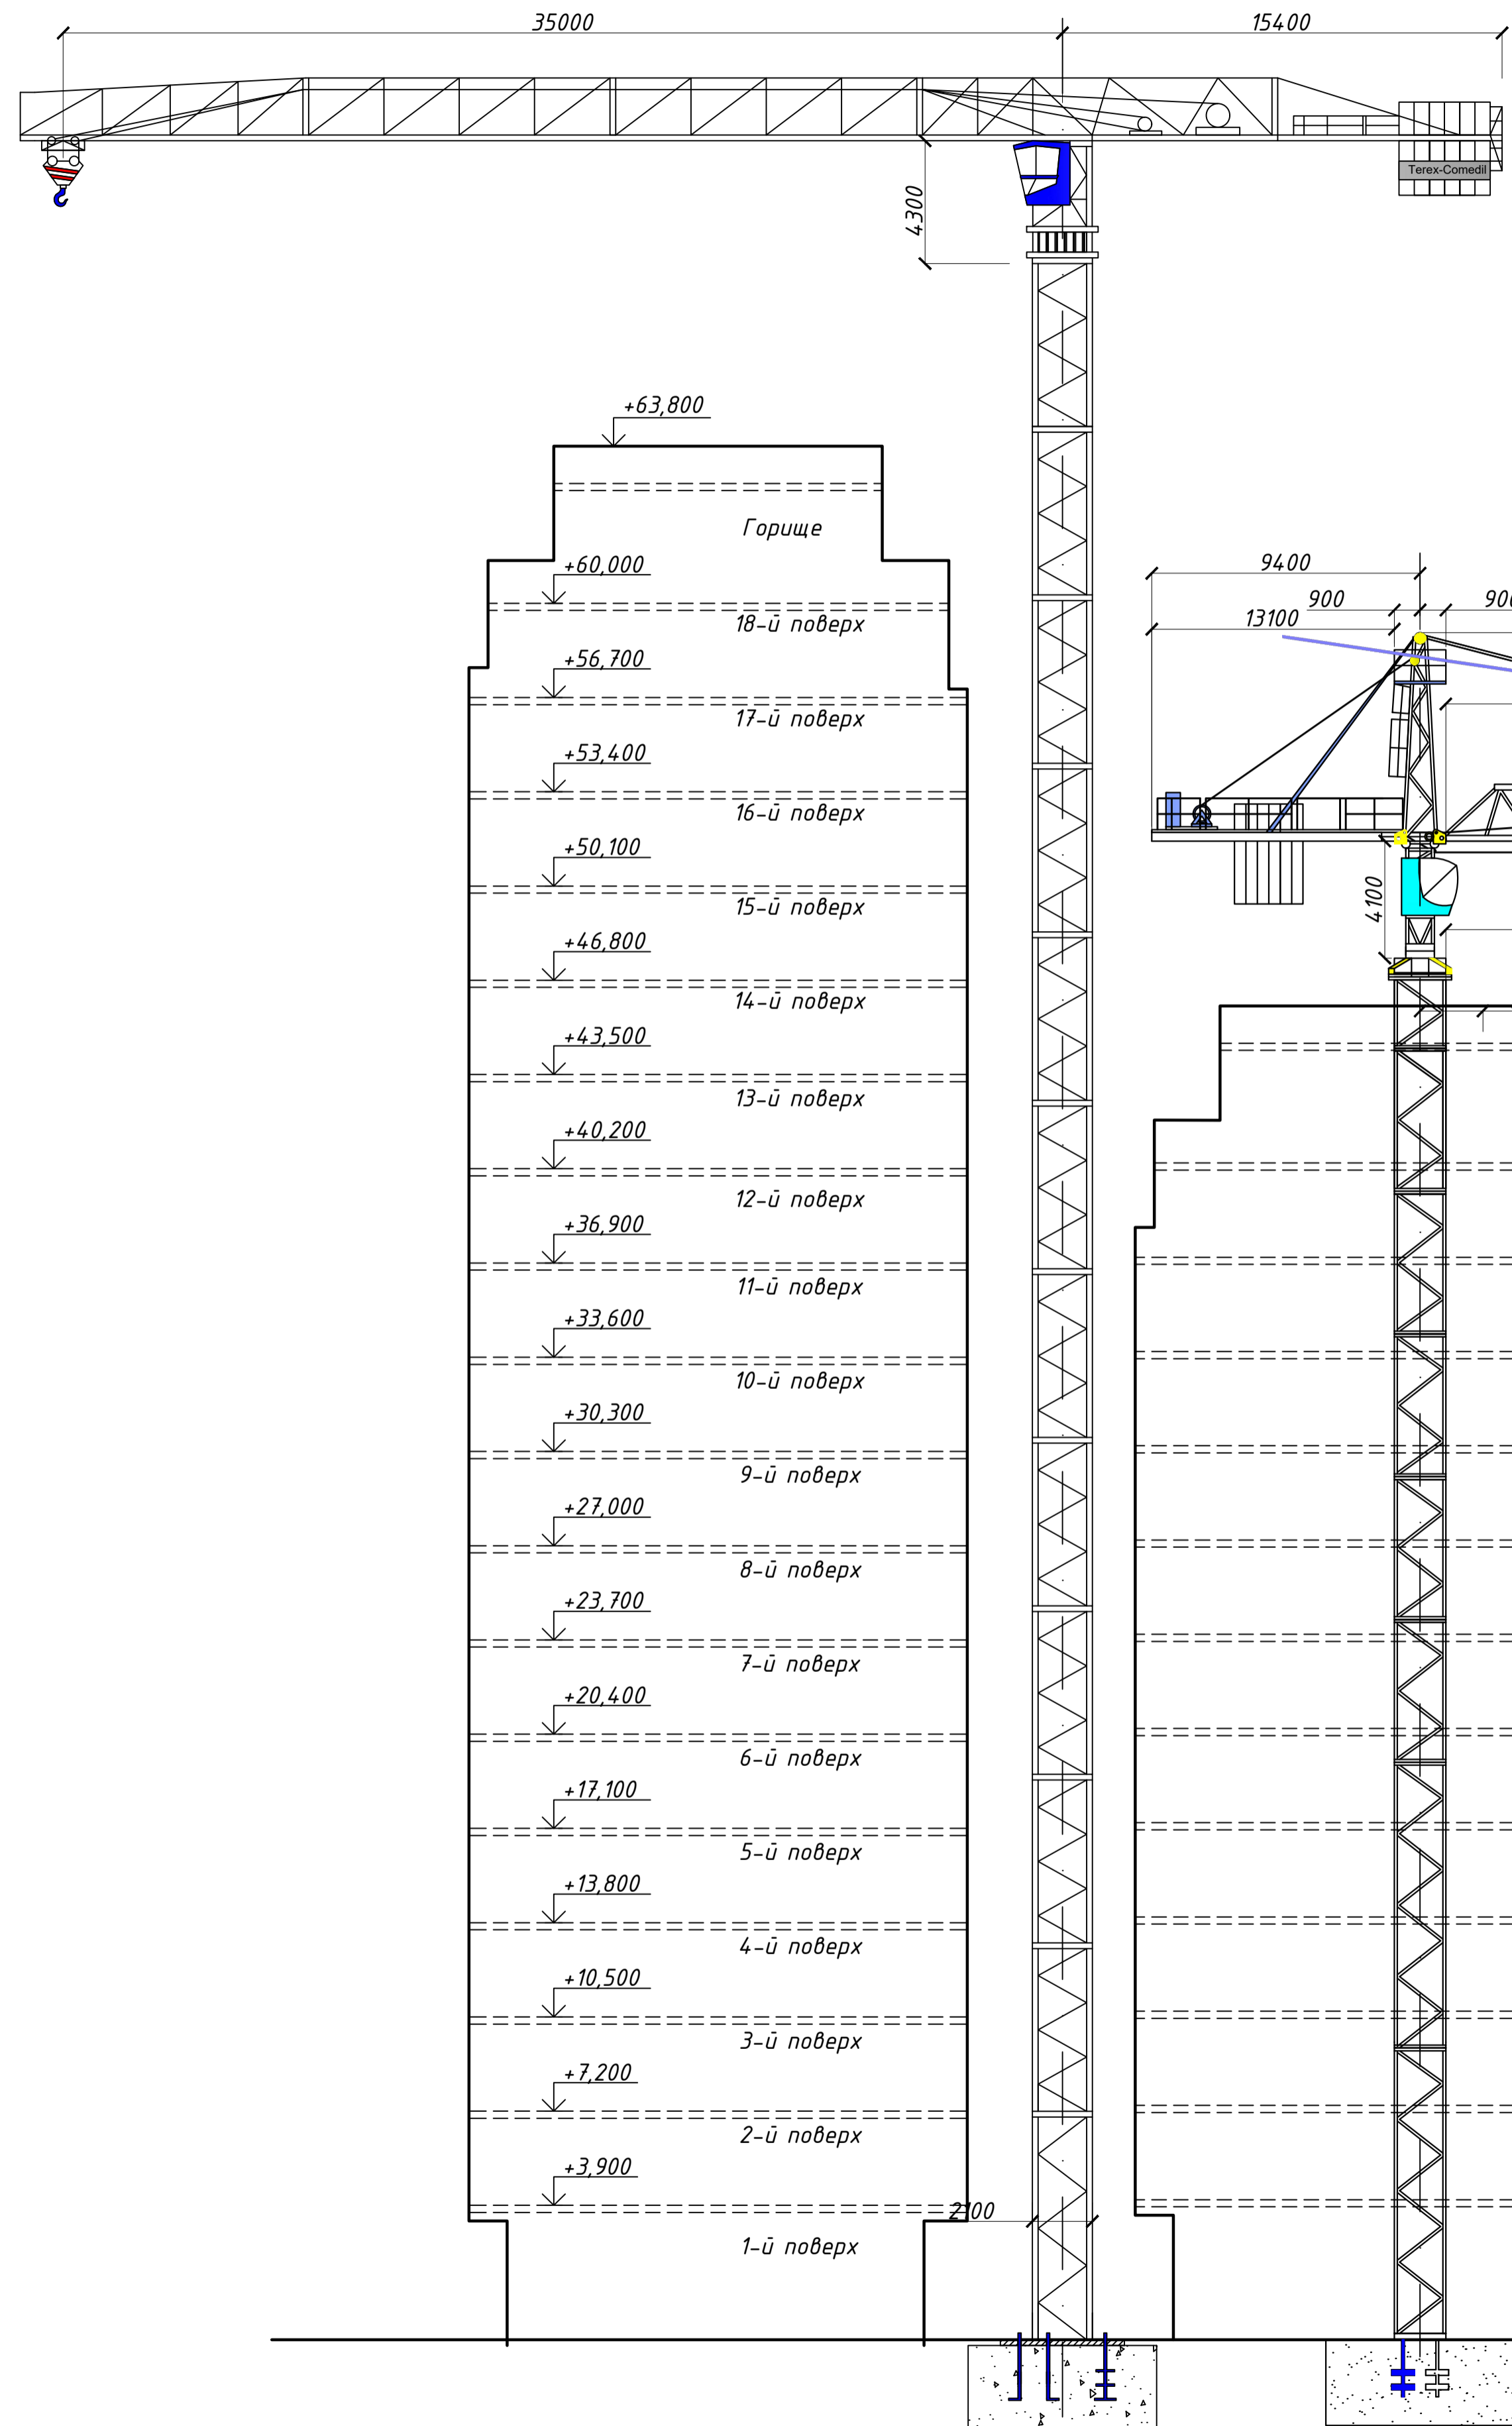 35000
15400
Terex-Comedil
4300
+63,800
Горище
+60,000
18-й поверх
9400
900
13100
+56,700
17-й поверх
+53,400
16-й поверх
+50,100
15-й поверх
4100
+46,800
14-й поверх
+43,500
13-й поверх
+40,200
12-й поверх
+36,900
11-й поверх
+33,600
10-й поверх
+30,300
9-й поверх
+27,000
8-й поверх
+23,700
7-й поверх
+20,400
6-й поверх
+17,100
5-й поверх
+13,800
4-й поверх
+10,500
3-й поверх
+7,200
2-й поверх
+3,900
2100
1-й поверх